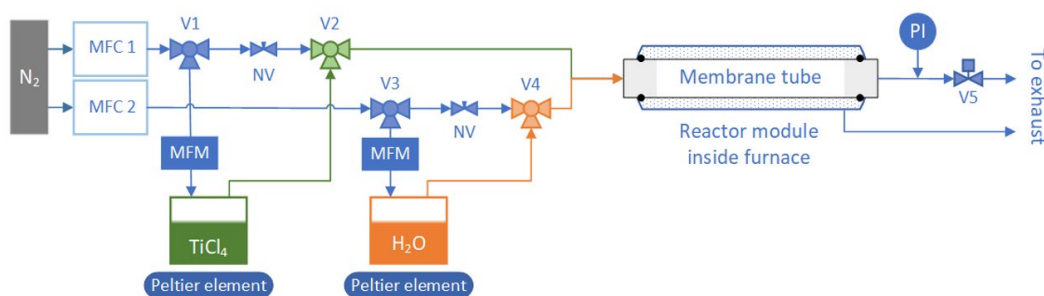 N₂
MFC 1
MFC 2
V1
NV
V2
V3
NV
V4
MFM
MFM
TiCl₄
H₂O
Peltier element
Peltier element
Membrane tube
Reactor module
inside furnace
PI
V5
To exhaust